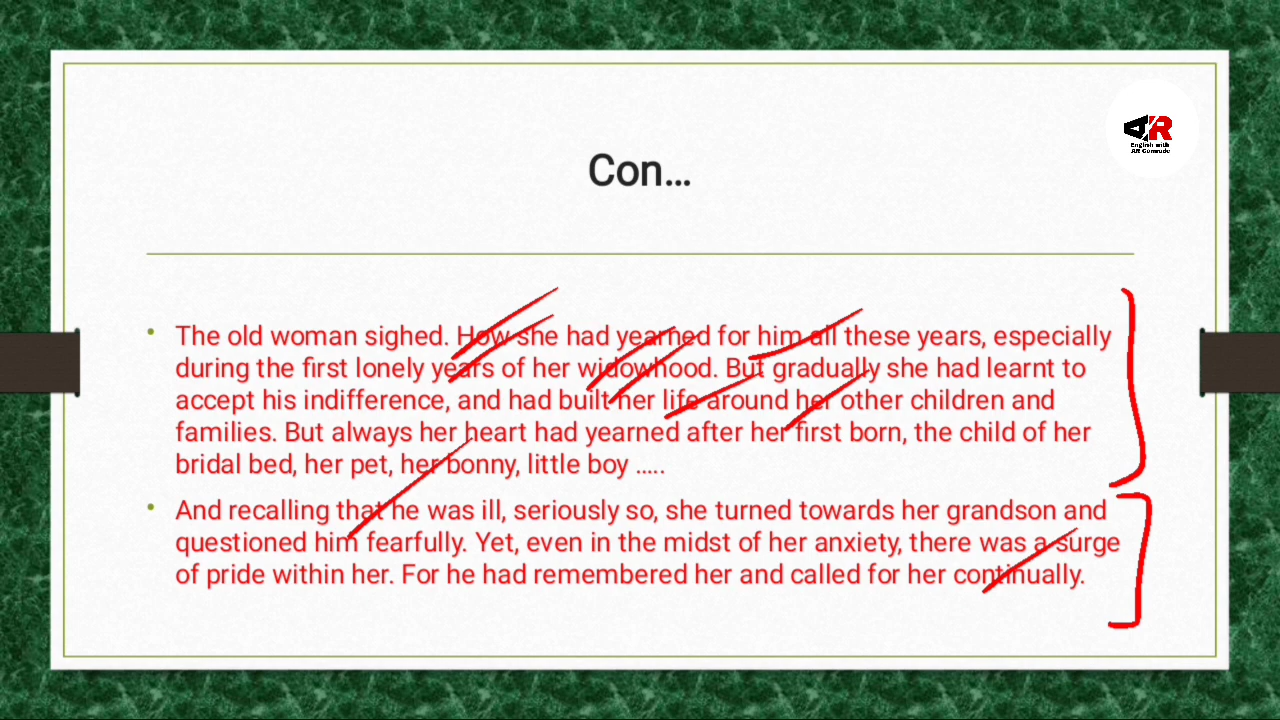 AR
English with
AR Comrade
Con...
• The old woman sighed. How she had yearned for him all these years, especially
during the first lonely years of her widowhood. But gradually she had learnt to
accept his indifference, and had built her life around her other children and
families. But always her heart had yearned after her first born, the child of her
bridal bed, her pet, her bonny, little boy .....
• And recalling that he was ill, seriously so, she turned towards her grandson and
questioned him fearfully. Yet, even in the midst of her anxiety, there was a surge
of pride within her. For he had remembered her and called for her continually.